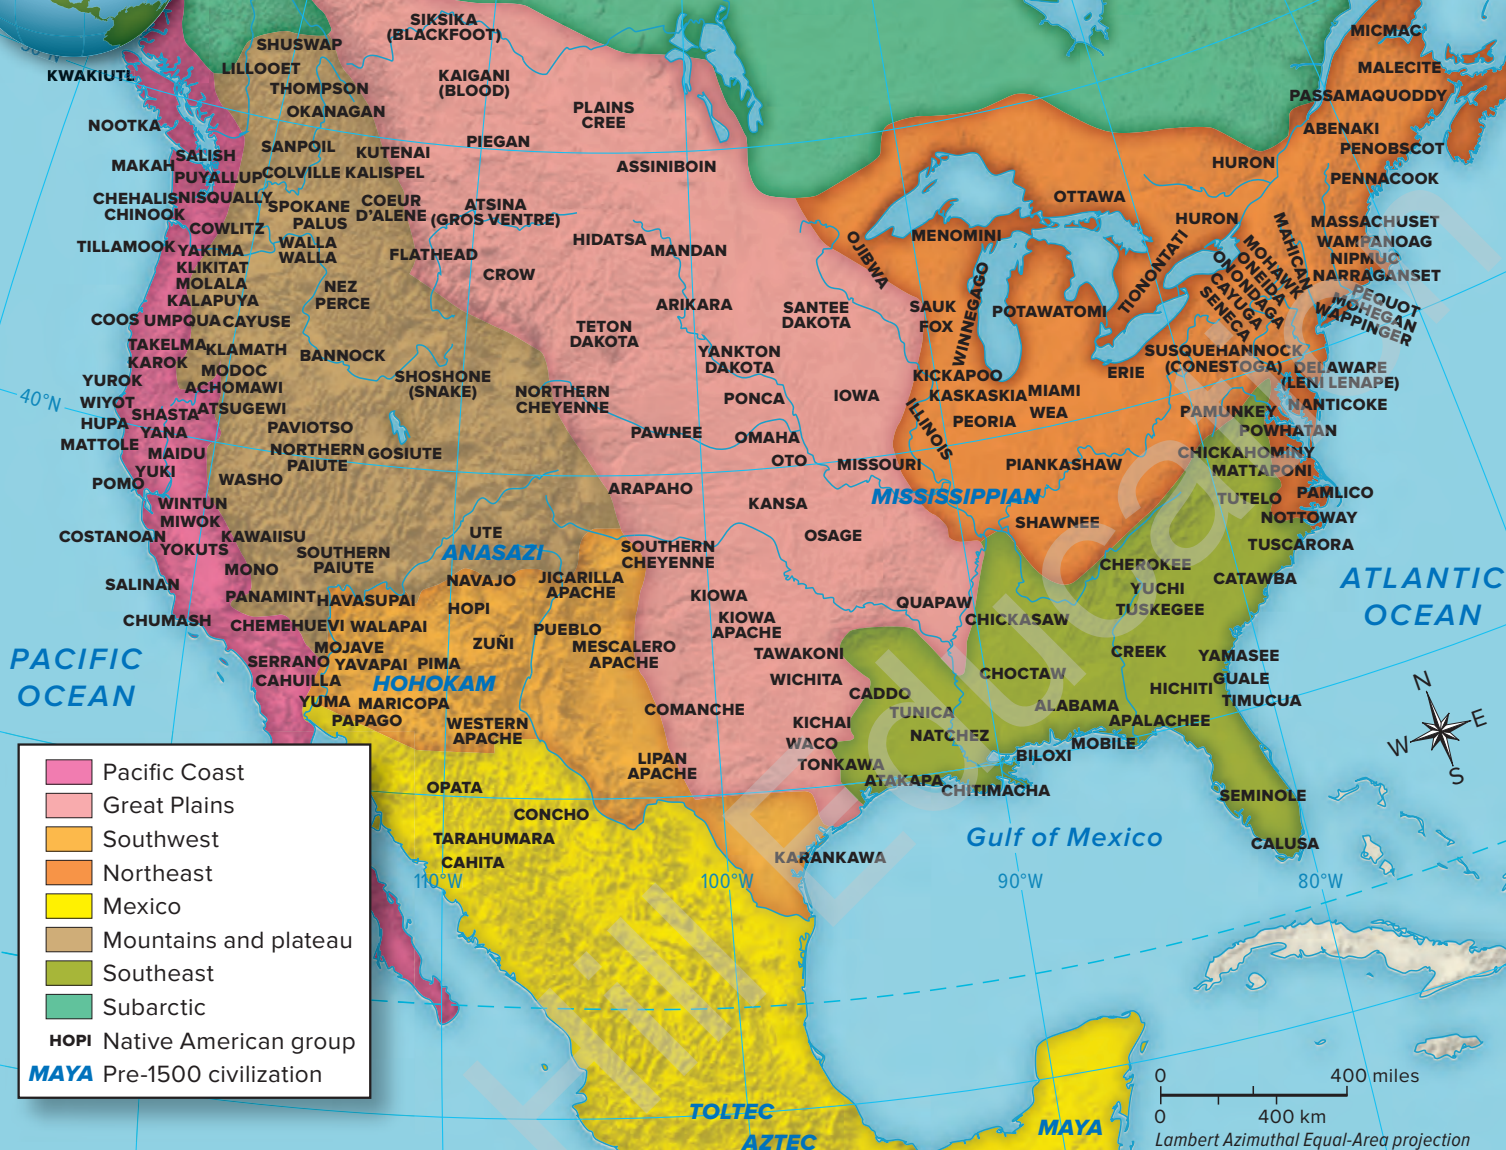 SIKSIKA
(BLACKFOOT)
MICMAC
SHUSWAP
LILLOOET
KWAKIUTL
KAIGANI
(BLOOD)
MALECITE
THOMPSON
PASSAMAQUODDY
OKANAGAN
PLAINS
CREE
NOOTKA
ABENAKI
PIEGAN
SANPOIL
PENOBSCOT
KUTENAI
SALISH
MAKAH
HURON
ASSINIBOIN
PUYALLUP
COLVILLE
KALISPEL
PENNACOOK
CHEHALIS
NISQUALLY
OTTAWA
COEUR
D'ALENE
SPOKANE
ATSINA
(GROS VENTRE)
CHINOOK
PALUS
HURON
MASSACHUSET
COWLITZ
MENOMINI
OJIBWA
TIONONTATI
MAHICAN
MOHAWK
ONEIDA
ONONDAGA
CAYUGA
SENECA
WAMPANOAG
NIPMUC
NARRAGANSET
PEQUOT
MOHEGAN
WAPPINGER
TILLAMOOK
YAKIMA
WALLA
WALLA
HIDATSA
MANDAN
FLATHEAD
KLIKITAT
CROW
MOLALA
NEZ
PERCE
KALAPUYA
ARIKARA
SANTEE
DAKOTA
SAUK
FOX
WINNEGAGO
POTAWATOMI
COOS
UMPQUA
CAYUSE
TETON
DAKOTA
TAKELMA
KLAMATH
BANNOCK
YANKTON
DAKOTA
SUSQUEHANNOCK
(CONESTOGA)
KAROK
MODOC
ERIE
DELAWARE
(LENI LENAPE)
YUROK
ACHOMAWI
SHOSHONE
(SNAKE)
KICKAPOO
40°N
WIYOT
NORTHERN
CHEYENNE
PONCA
IOWA
KASKASKIA
MIAMI
NANTICOKE
SHASTA
ATSUGEWI
ILLINOIS
WEA
PAMUNKEY
HUPA
YANA
PAVIOTSO
PAWNEE
OMAHA
PEORIA
POWHATAN
MATTOLE
MAIDU
NORTHERN
PAIUTE
GOSIUTE
OTO
MISSOURI
PIANKASHAW
CHICKAHOMINY
MATTAPONI
YUKI
POMO
WASHO
ARAPAHO
MISSISSIPPIAN
TUTELO
PAMLICO
WINTUN
KANSA
MIWOK
SHAWNEE
NOTTOWAY
COSTANOAN
YOKUTS
KAWAIISU
UTE
OSAGE
TUSCARORA
SOUTHERN
PAIUTE
ANASAZI
SOUTHERN
CHEYENNE
CHEROKEE
MONO
NAVAJO
JICARILLA
APACHE
CATAWBA
ATLANTIC
OCEAN
SALINAN
YUCHI
PANAMINT
HAVASUPAI
HOPI
KIOWA
QUAPAW
TUSKEGEE
CHUMASH
CHEMEHUEVI
WALAPAI
PUEBLO
KIOWA
APACHE
CHICKASAW
MOJAVE
ZUÑI
MESCALERO
APACHE
TAWAKONI
CREEK
YAMASEE
PACIFIC
OCEAN
SERRANO
YAVAPAI
PIMA
CHOCTAW
CAHUILLA
HOHOKAM
WICHITA
GUALE
CADDO
HICHITI
YUMA
MARICOPA
COMANCHE
TUNICA
ALABAMA
TIMUCUA
PAPAGO
WESTERN
APACHE
KICHAI
APALACHEE
WACO
NATCHEZ
MOBILE
LIPAN
APACHE
TONKAWA
BILOXI
OPATA
ATAKAPA
CHITIMACHA
SEMINOLE
CONCHO
TARAHUMARA
Gulf of Mexico
CALUSA
CAHITA
KARANKAWA
110°W
100°W
90°W
80°W
N
E
W
S
Pacific Coast
Great Plains
Southwest
Northeast
Mexico
Mountains and plateau
Southeast
Subarctic
HOPI Native American group
MAYA Pre-1500 civilization
TOLTEC
AZTEC
MAYA
0 400 miles
0 400 km
Lambert Azimuthal Equal-Area projection